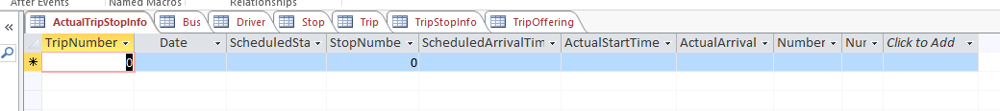 After Events Named Macros Relationships
ActualTripStopInfo Bus Driver Stop Trip TripStopInfo TripOffering
TripNumber Date ScheduledSta StopNumbe ScheduledArrivalTim ActualStartTime ActualArrival Number Nur Click to Add
0 0